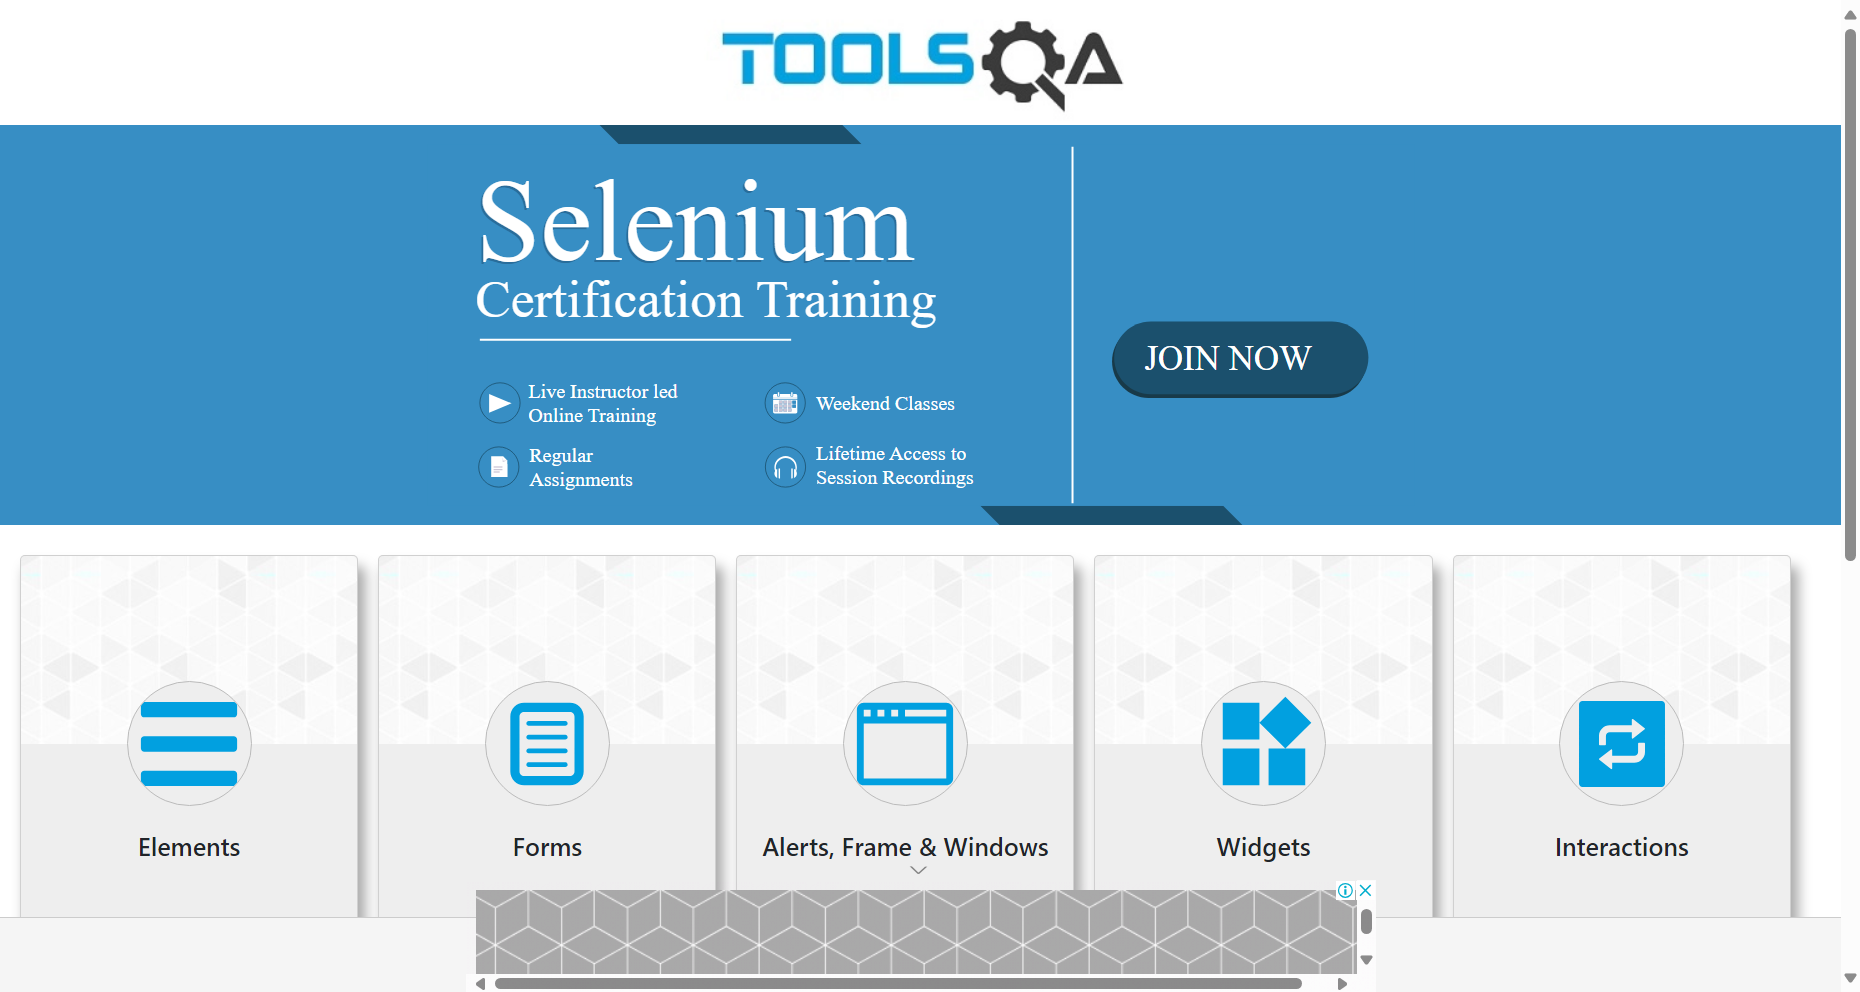 TOOLSQA
Selenium
Certification Training
JOIN NOW
Live Instructor led
Online Training
Weekend Classes
Regular
Assignments
Lifetime Access to
Session Recordings
Elements
Forms
Alerts, Frame & Windows
Widgets
Interactions